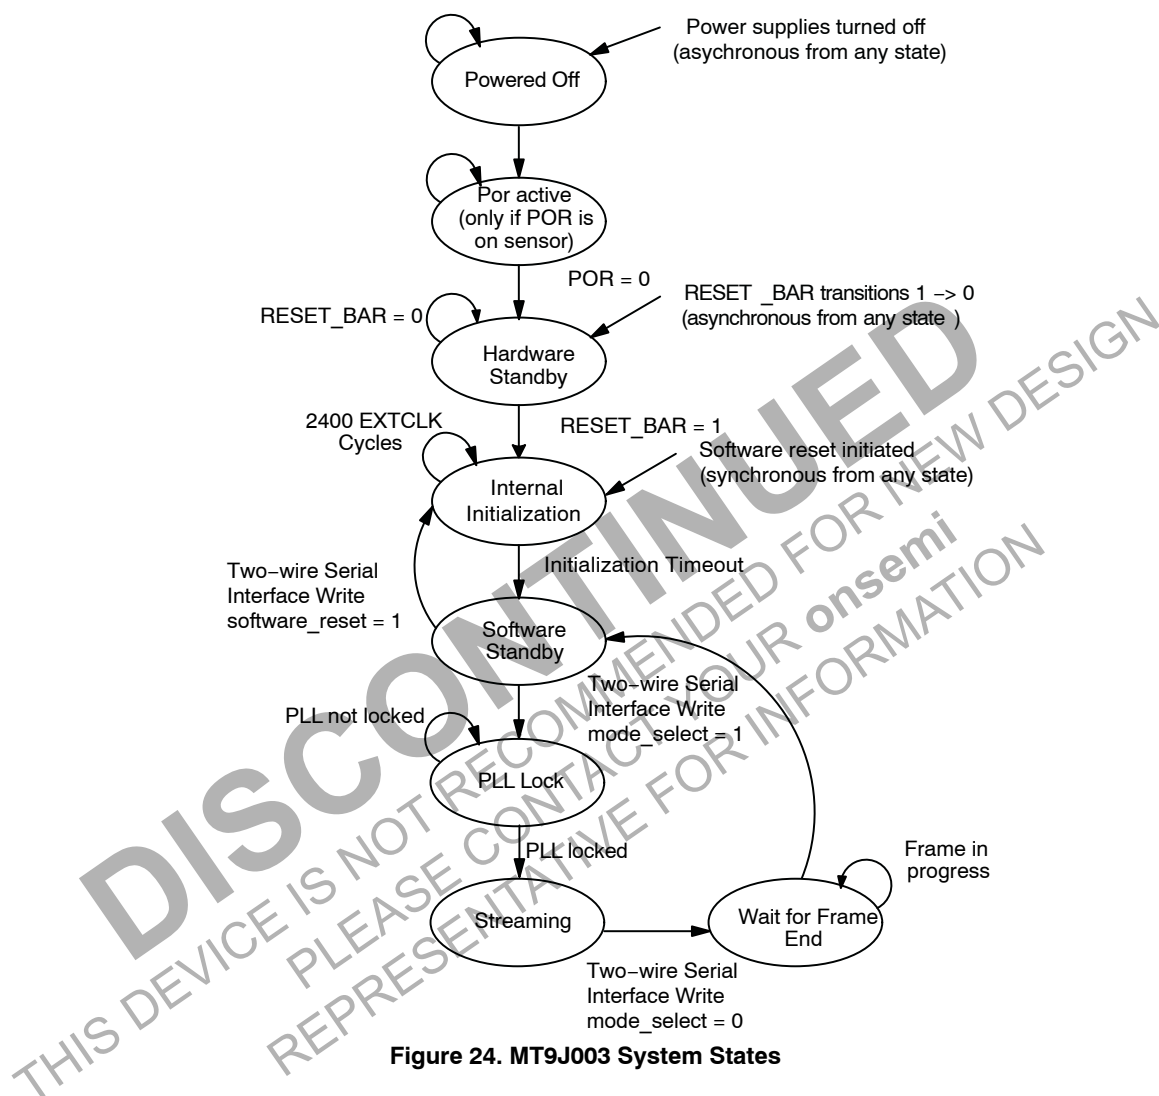 Power supplies turned off
(asychronous from any state)
Powered Off
Por active
(only if POR is
on sensor)
POR = 0
RESET_BAR = 0
RESET _BAR transitions 1 −> 0
(asynchronous from any state )
Hardware
Standby
2400 EXTCLK
Cycles
RESET_BAR = 1
Software reset initiated
(synchronous from any state)
Internal
Initialization
Initialization Timeout
Two−wire Serial
Interface Write
software_reset = 1
Software
Standby
Two−wire Serial
Interface Write
mode_select = 1
PLL not locked
PLL Lock
PLL locked
Frame in
progress
Streaming
Wait for Frame
End
Two−wire Serial
Interface Write
mode_select = 0
Figure 24. MT9J003 System States
DISCONTINUED
THIS DEVICE IS NOT RECOMMENDED FOR NEW DESIGN
PLEASE CONTACT YOUR onsemi
REPRESENTATIVE FOR INFORMATION